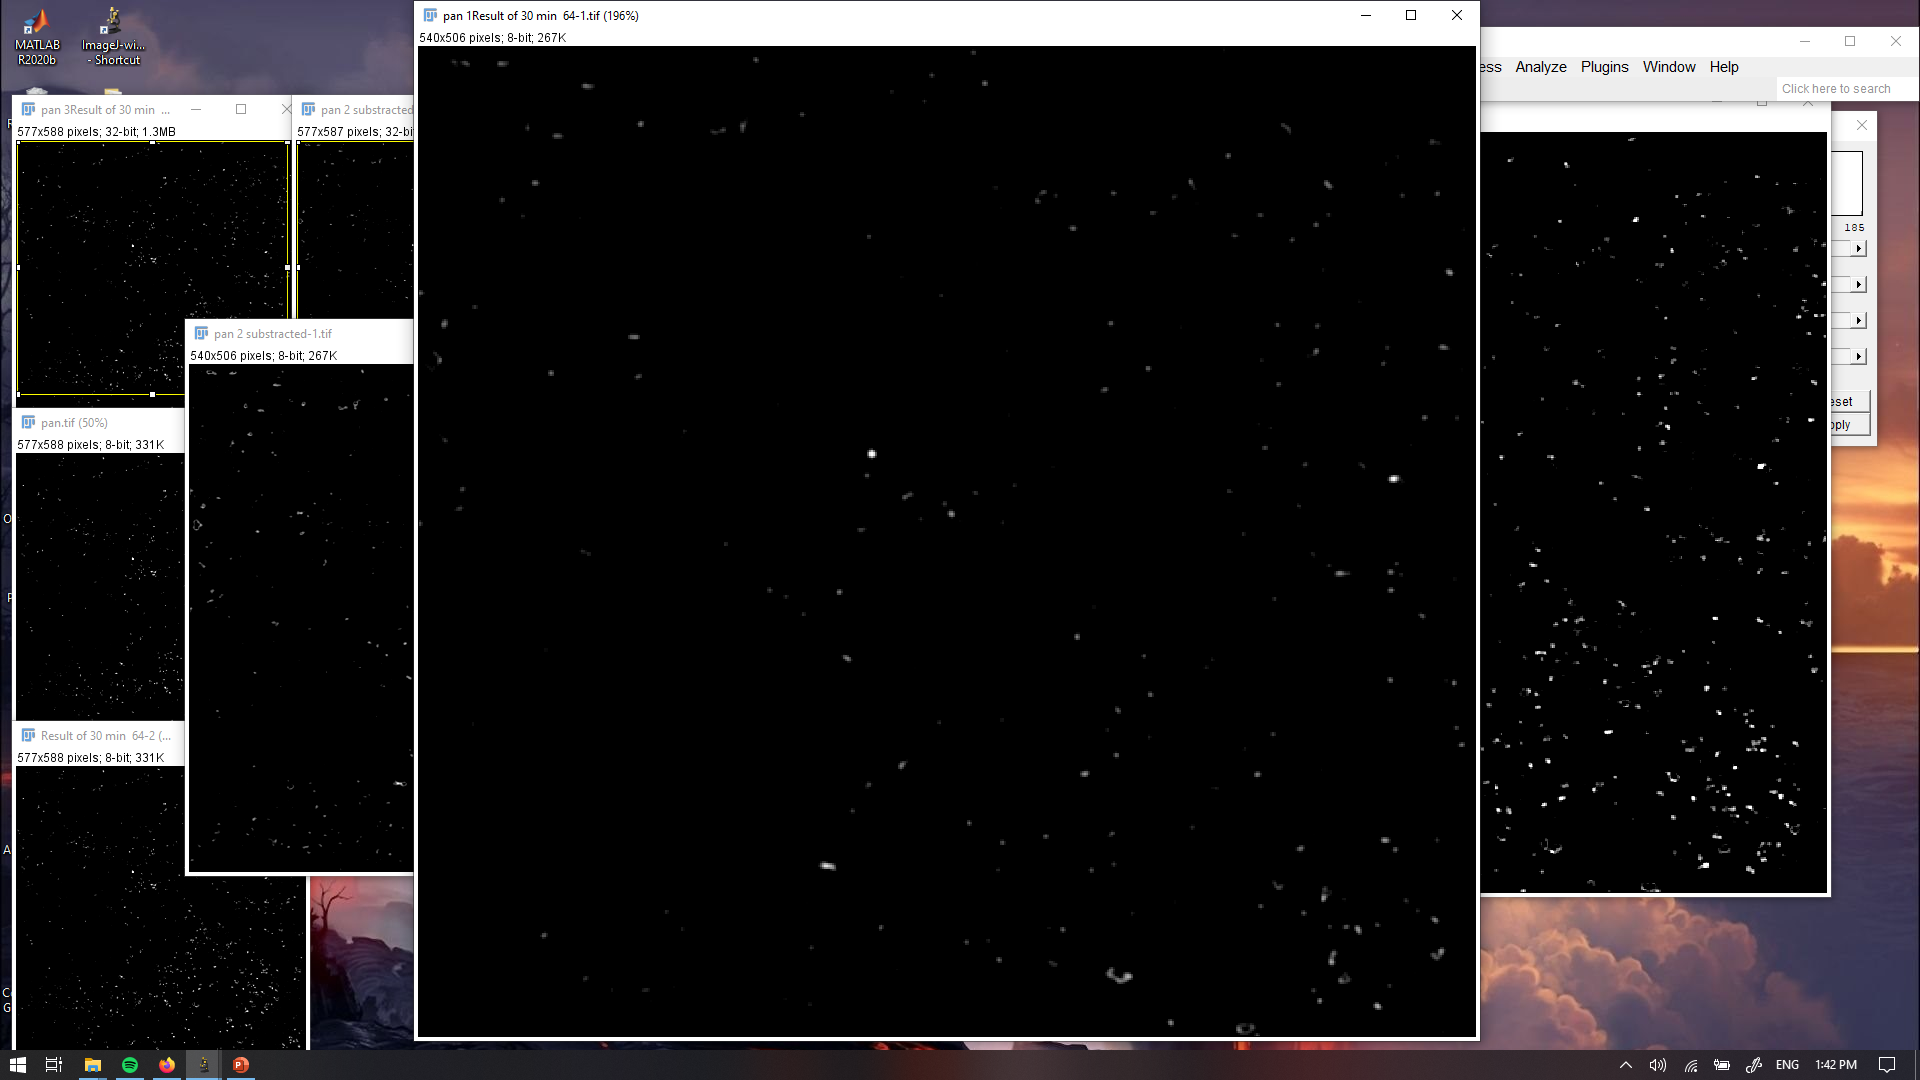 MATLAB R2020b
ImageJ-wi... - Shortcut
pan 1Result of 30 min  64-1.tif (196%)
540x506 pixels; 8-bit; 267K
ess Analyze Plugins Window Help
Click here to search
pan 3Result of 30 min ...
577x588 pixels; 32-bit; 1.3MB
pan 2 substracted
577x587 pixels; 32-bi
185
pan 2 substracted-1.tif
540x506 pixels; 8-bit; 267K
eset
pply
pan.tif (50%)
577x588 pixels; 8-bit; 331K
Result of 30 min  64-2 (...
577x588 pixels; 8-bit; 331K
ENG
1:42 PM